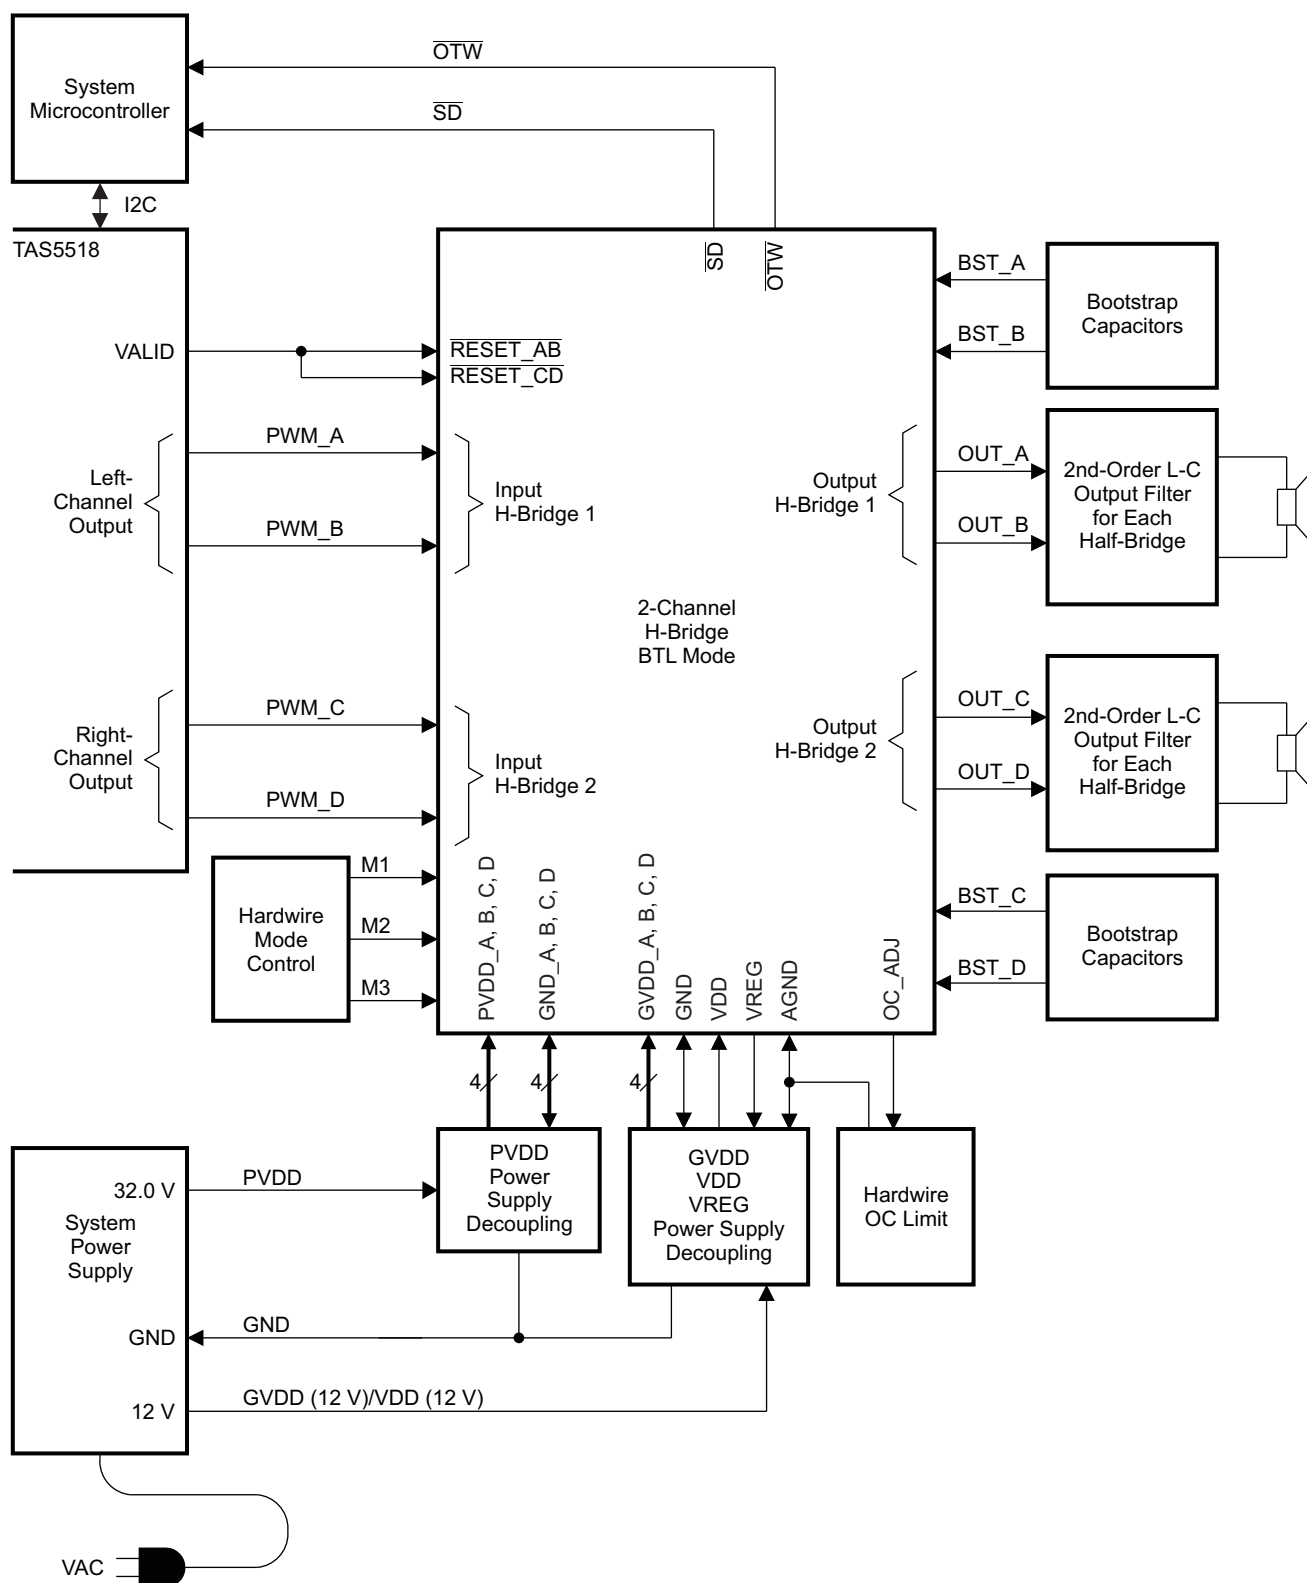 OTW
System
Microcontroller
SD
I2C
TAS5518
SD
OTW
BST_A
Bootstrap
Capacitors
BST_B
VALID
RESET_AB
RESET_CD
PWM_A
Left-
Channel
Output
Input
H-Bridge 1
PWM_B
Output
H-Bridge 1
OUT_A
OUT_B
2nd-Order L-C
Output Filter
for Each
Half-Bridge
2-Channel
H-Bridge
BTL Mode
PWM_C
Right-
Channel
Output
Input
H-Bridge 2
PWM_D
Output
H-Bridge 2
OUT_C
OUT_D
2nd-Order L-C
Output Filter
for Each
Half-Bridge
Hardwire
Mode
Control
M1
M2
M3
PVDD_A, B, C, D
GND_A, B, C, D
GVDD_A, B, C, D
GND
VDD
VREG
AGND
OC_ADJ
BST_C
Bootstrap
Capacitors
BST_D
4
4
4
PVDD
Power
Supply
Decoupling
GVDD
VDD
VREG
Power Supply
Decoupling
Hardwire
OC Limit
32.0 V
PVDD
System
Power
Supply
GND
GND
12 V
GVDD (12 V)/VDD (12 V)
VAC